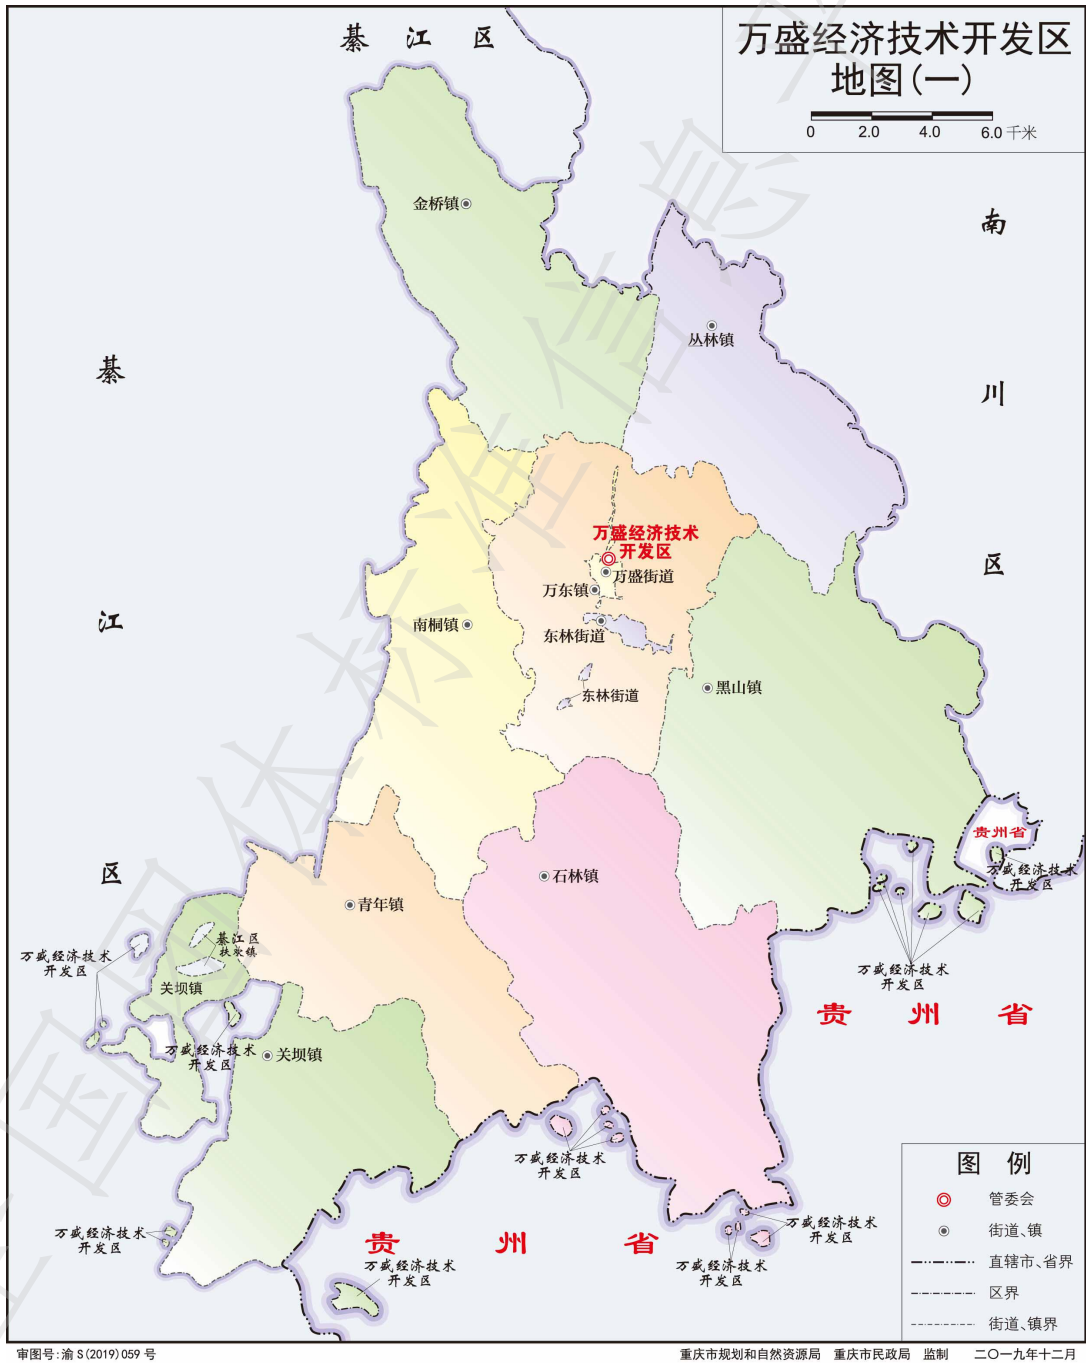 万盛经济技术开发区
地图(一)
0 2.0 4.0 6.0 千米
綦江区
南川区
綦江区
金桥镇
丛林镇
万盛经济技术
开发区
万盛街道
万东镇
东林街道
南桐镇
东林街道
黑山镇
贵州省
万盛经济技术
开发区
石林镇
青年镇
綦江区
扶欢镇
万盛经济技术
开发区
关坝镇
万盛经济技术
开发区
贵州省
万盛经济技术
开发区
关坝镇
万盛经济技术
开发区
万盛经济技术
开发区
贵州省
万盛经济技术
开发区
万盛经济技术
开发区
万盛经济技术
开发区
图例
管委会
街道、镇
直辖市、省界
区界
街道、镇界
审图号:渝S(2019)059号
重庆市规划和自然资源局 重庆市民政局 监制 二〇一九年十二月